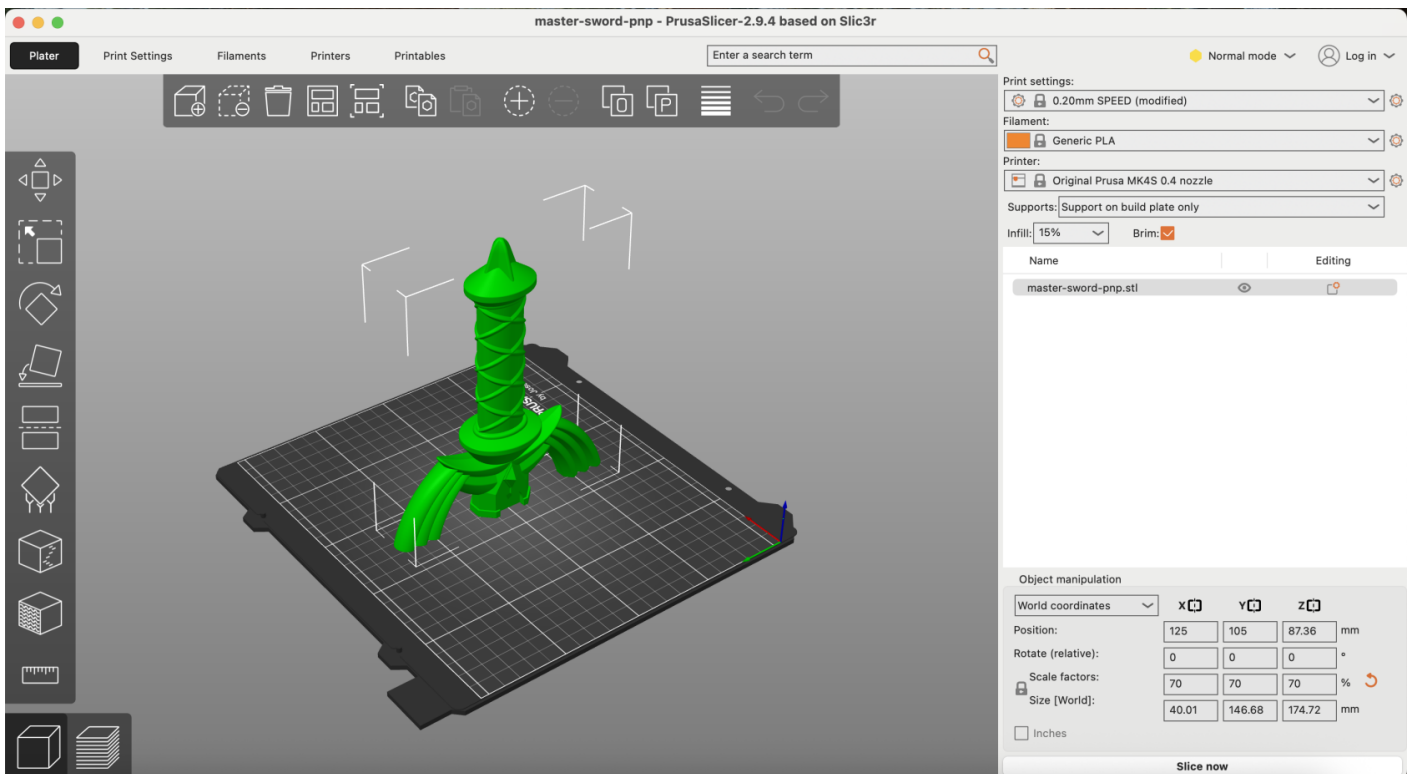 master-sword-pnp - PrusaSlicer-2.9.4 based on Slic3r
Plater Print Settings Filaments Printers Printables Enter a search term Normal mode Log in
Print settings:
0.20mm SPEED (modified)
Filament:
Generic PLA
Printer:
Original Prusa MK4S 0.4 nozzle
Supports: Support on build plate only
Infill: 15% Brim:
Name Editing
master-sword-pnp.stl
Object manipulation
World coordinates X Y Z
Position: 125 105 87.36 mm
Rotate (relative): 0 0 0 °
Scale factors: 70 70 70 %
Size [World]: 40.01 146.68 174.72 mm
Inches
Slice now